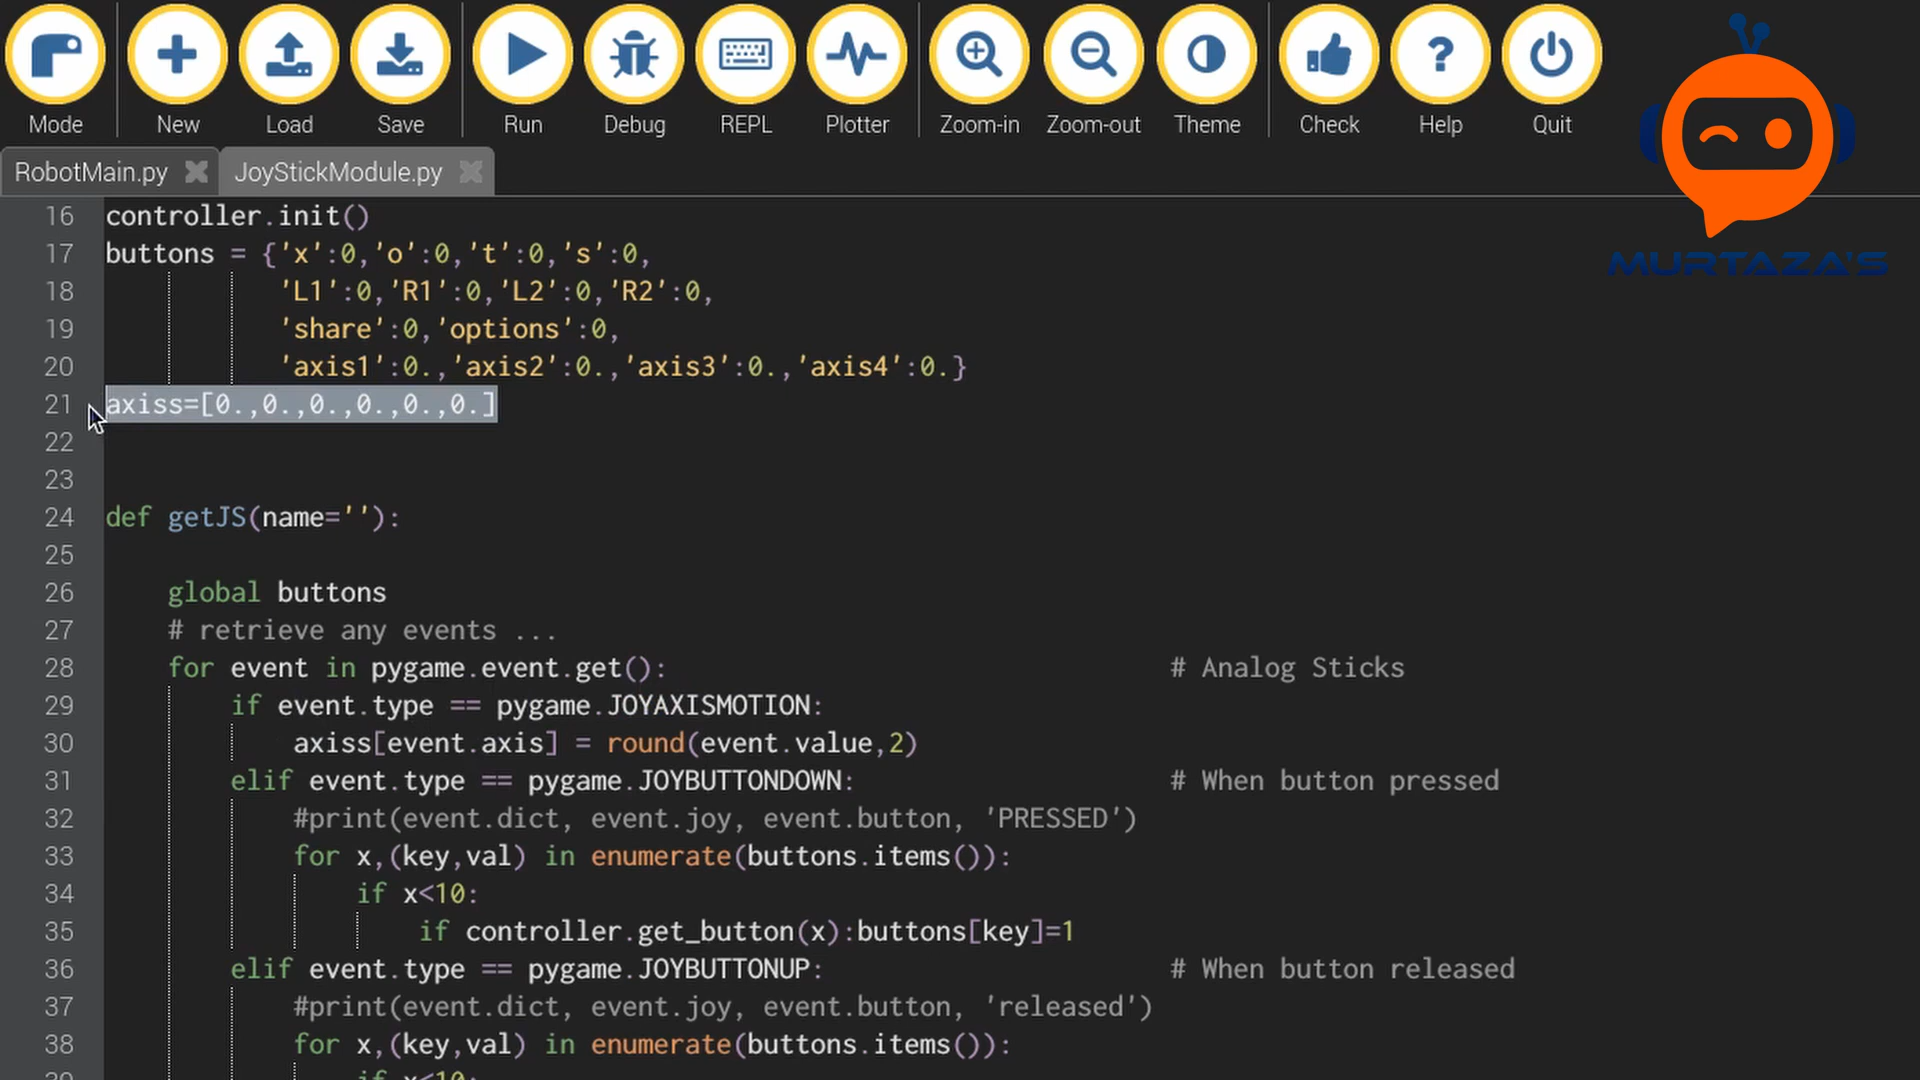 Mode New Load Save Run Debug REPL Plotter Zoom-in Zoom-out Theme Check Help Quit
MURTAZA'S
RobotMain.py JoyStickModule.py
16 controller.init()
17 buttons = {'x':0,'o':0,'t':0,'s':0,
18 'L1':0,'R1':0,'L2':0,'R2':0,
19 'share':0,'options':0,
20 'axis1':0.,'axis2':0.,'axis3':0.,'axis4':0.}
21 axiss=[0.,0.,0.,0.,0.,0.]
22
23
24 def getJS(name=''):
25
26 global buttons
27 # retrieve any events ...
28 for event in pygame.event.get(): # Analog Sticks
29 if event.type == pygame.JOYAXISMOTION:
30 axiss[event.axis] = round(event.value,2)
31 elif event.type == pygame.JOYBUTTONDOWN: # When button pressed
32 #print(event.dict, event.joy, event.button, 'PRESSED')
33 for x,(key,val) in enumerate(buttons.items()):
34 if x<10:
35 if controller.get_button(x):buttons[key]=1
36 elif event.type == pygame.JOYBUTTONUP: # When button released
37 #print(event.dict, event.joy, event.button, 'released')
38 for x,(key,val) in enumerate(buttons.items()):
39 if x<10: